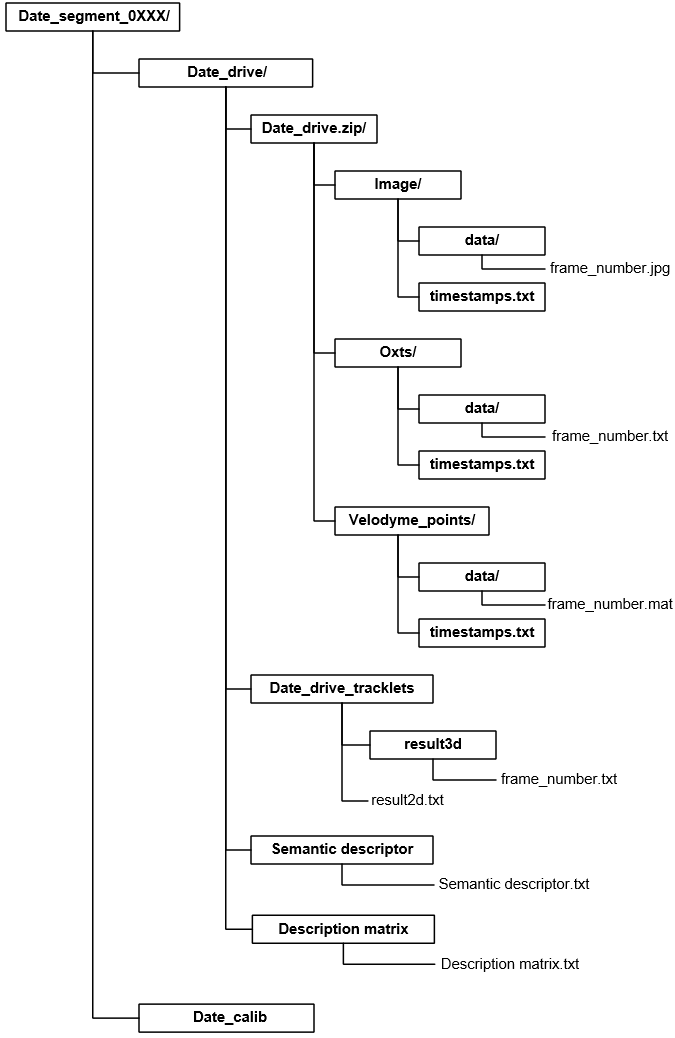 Date_segment_0XXX/
Date_drive/
Date_drive.zip/
Image/
data/
frame_number.jpg
timestamps.txt
Oxts/
data/
frame_number.txt
timestamps.txt
Velodyme_points/
data/
frame_number.mat
timestamps.txt
Date_drive_tracklets
result3d
frame_number.txt
result2d.txt
Semantic descriptor
Semantic descriptor.txt
Description matrix
Description matrix.txt
Date_calib